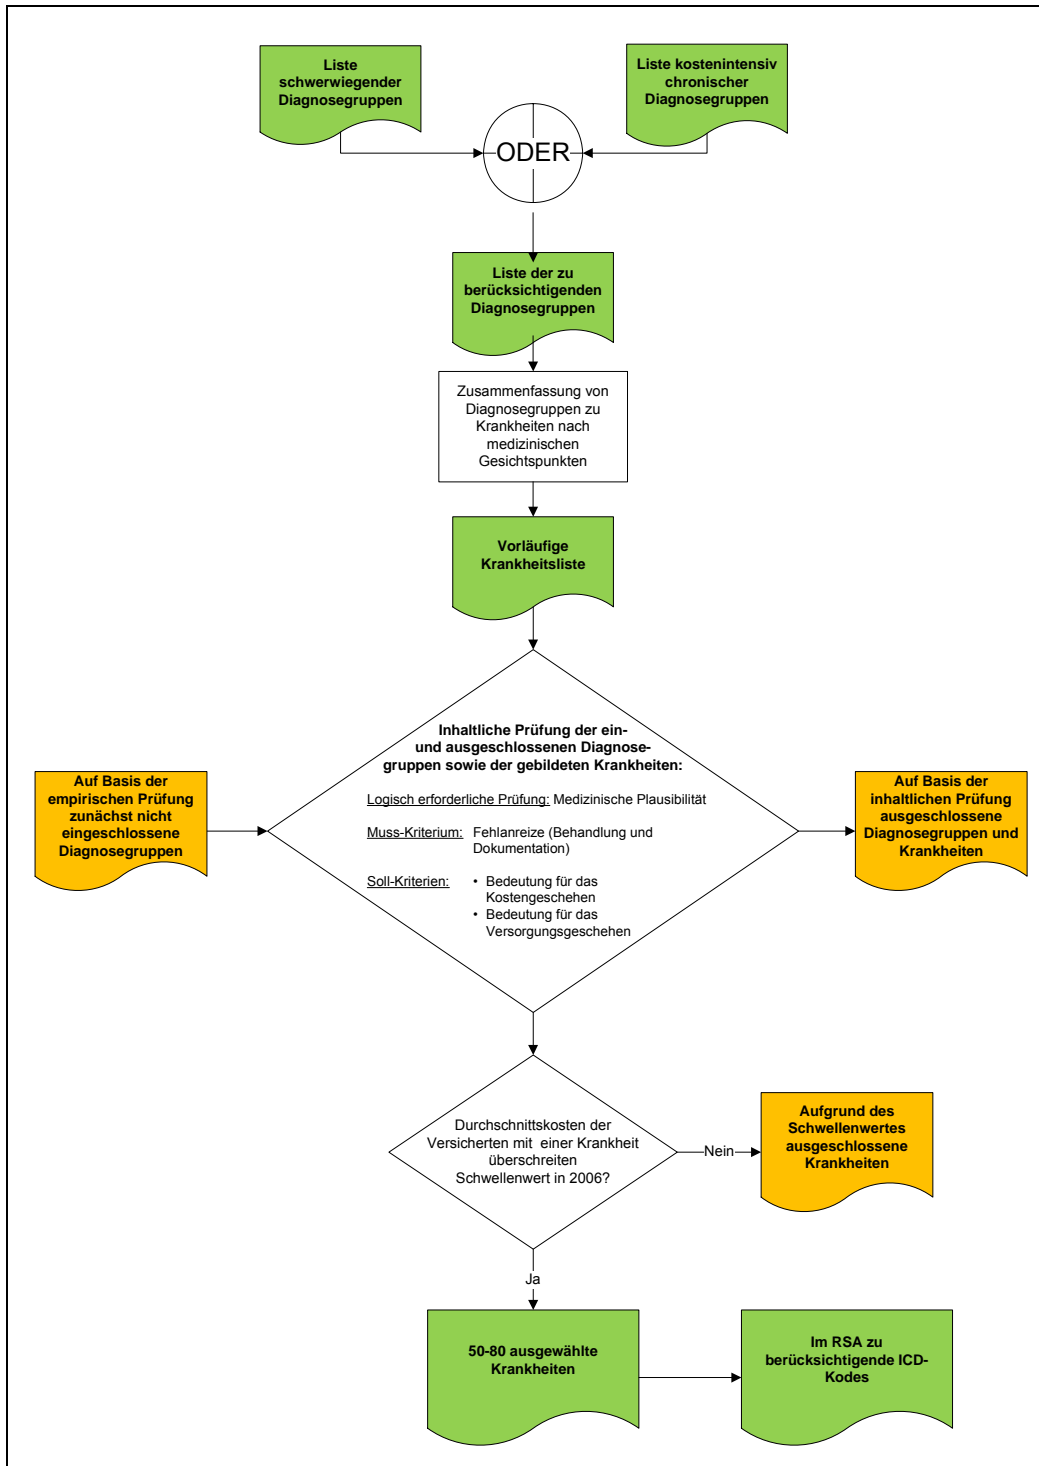 Liste
schwerwiegender
Diagnosegruppen
Liste kostenintensiv
chronischer
Diagnosegruppen
ODER
Liste der zu
berücksichtigenden
Diagnosegruppen
Zusammenfassung von
Diagnosegruppen zu
Krankheiten nach
medizinischen
Gesichtspunkten
Vorläufige
Krankheitsliste
Inhaltliche Prüfung der ein-
und ausgeschlossenen Diagnose-
gruppen sowie der gebildeten Krankheiten:
Logisch erforderliche Prüfung: Medizinische Plausibilität
Muss-Kriterium: Fehlanreize (Behandlung und
Dokumentation)
Soll-Kriterien: • Bedeutung für das
Kostengeschehen
• Bedeutung für das
Versorgungsgeschehen
Auf Basis der
empirischen Prüfung
zunächst nicht
eingeschlossene
Diagnosegruppen
Auf Basis der
inhaltlichen Prüfung
ausgeschlossene
Diagnosegruppen und
Krankheiten
Durchschnittskosten der
Versicherten mit einer Krankheit
überschreiten
Schwellenwert in 2006?
Nein
Aufgrund des
Schwellenwertes
ausgeschlossene
Krankheiten
Ja
50-80 ausgewählte
Krankheiten
Im RSA zu
berücksichtigende ICD-
Kodes